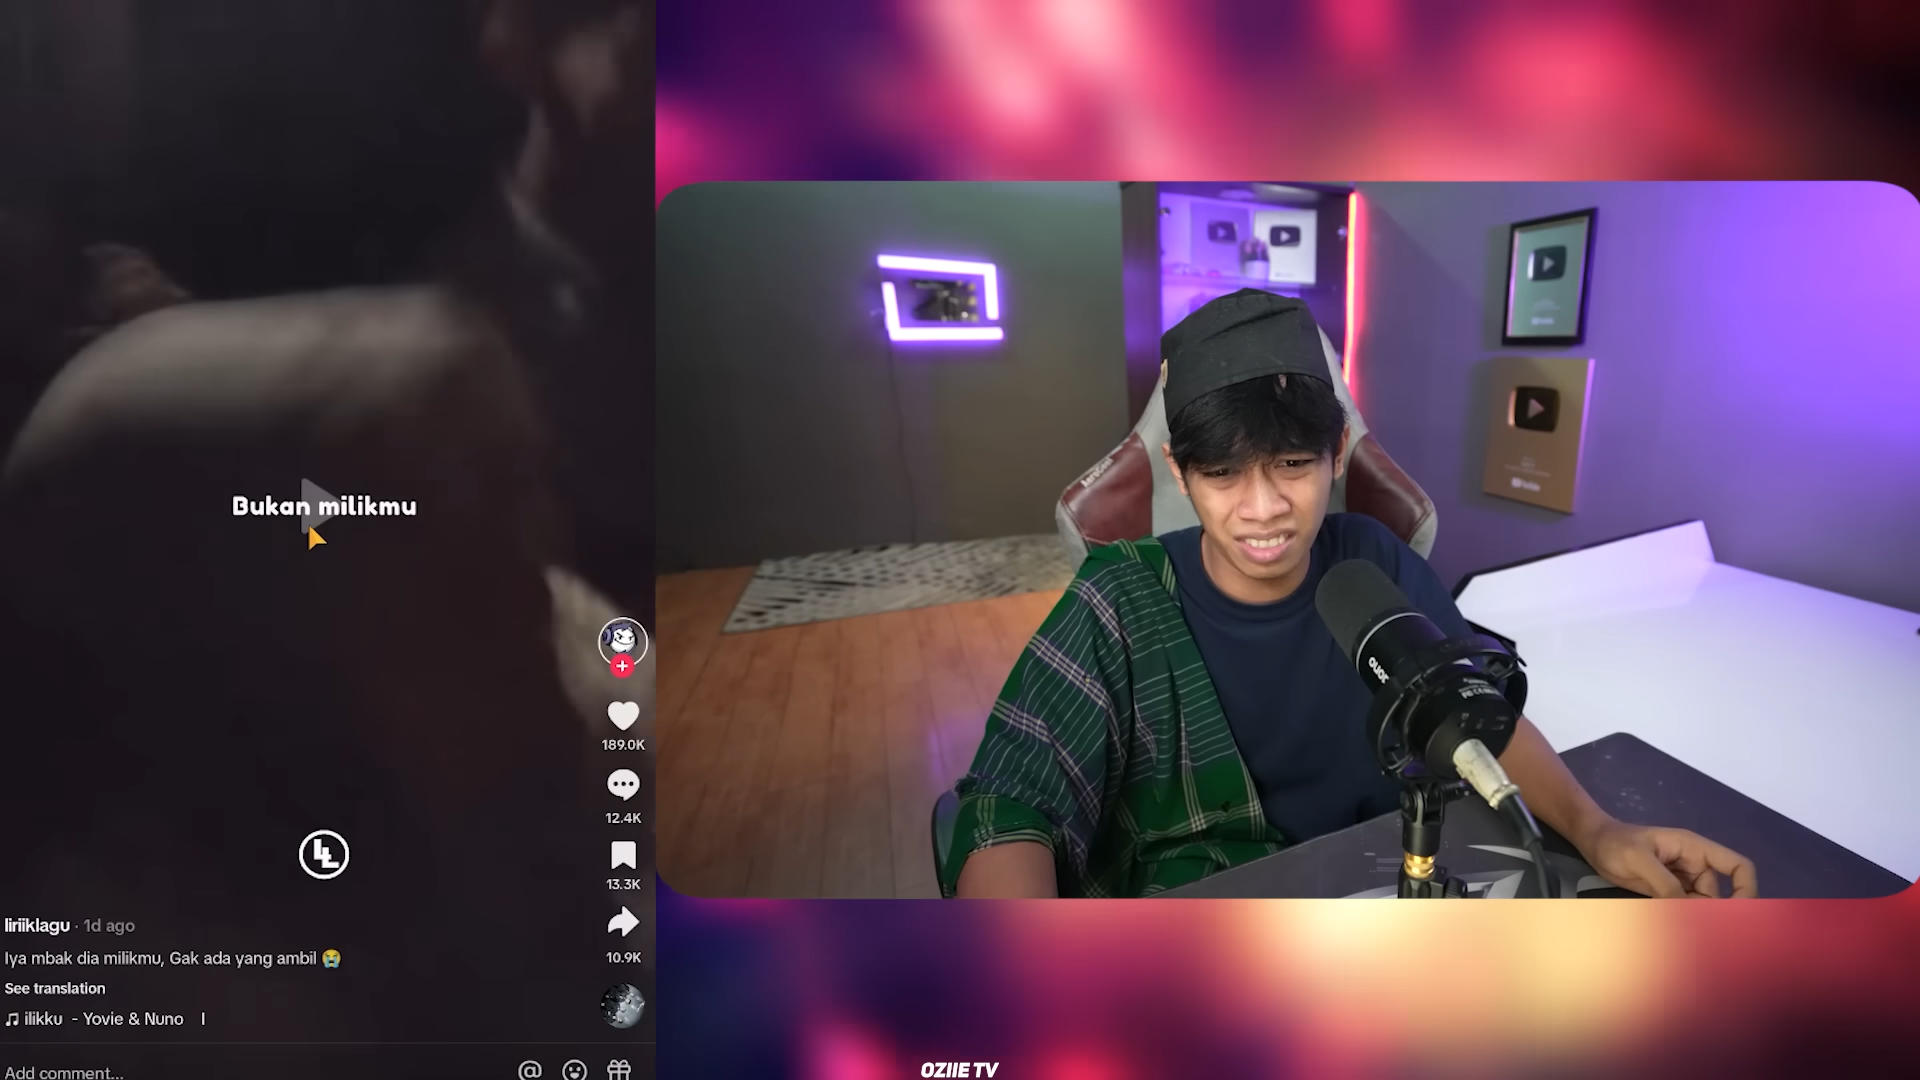 Bukan milikmu
189.0K
12.4K
13.3K
10.9K
liriiklagu · 1d ago
Iya mbak dia milikmu, Gak ada yang ambil 😭
See translation
ilikku - Yovie & Nuno
Add comment...
OZIIE TV